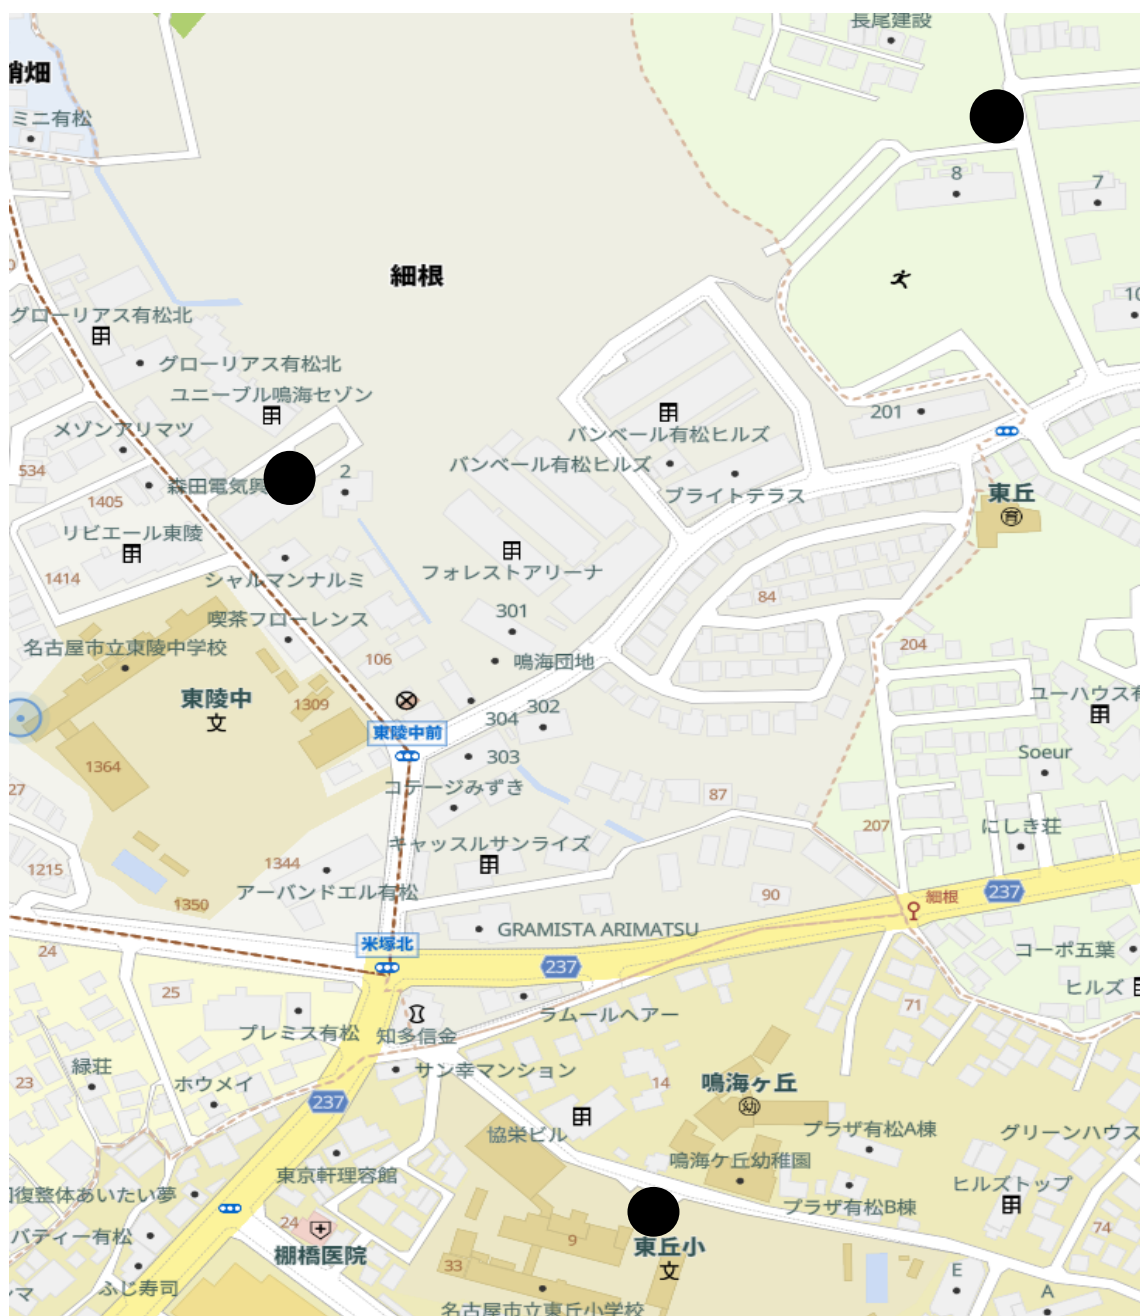 長尾建設
ミニ有松
8
7
細根
グローリアス有松北
グローリアス有松北
ユニーブル鳴海セゾン
メゾンアリマツ
201
バンベール有松ヒルズ
バンベール有松ヒルズ
ブライトテラス
534
1405
森田電気
2
東丘
リビエール東陵
1414
シャルマンナルミ
フォレストアリーナ
喫茶フローレンス
301
84
名古屋市立東陵中学校
106
鳴海団地
204
東陵中
文
1309
304
302
ユーハウス有
東陵中前
303
Soeur
1364
コテージみずき
87
27
207
にしき荘
キャッスルサンライズ
1215
1344
アーバンドエル有松
90
細根
237
1350
GRAMISTA ARIMATSU
米塚北
24
237
コーポ五葉
25
ヒルズ
ラムールヘアー
71
プレミス有松
知多信金
緑荘
サン幸マンション
23
ホウメイ
237
14
鳴海ヶ丘
幼
協栄ビル
プラザ有松A棟
グリーンハウス
東京軒理容館
鳴海ケ丘幼稚園
回復整体あいたい夢
プラザ有松B棟
ヒルズトップ
24
バティー有松
棚橋医院
9
東丘小
文
74
33
ふじ寿司
E
A
名古屋市立東丘小学校